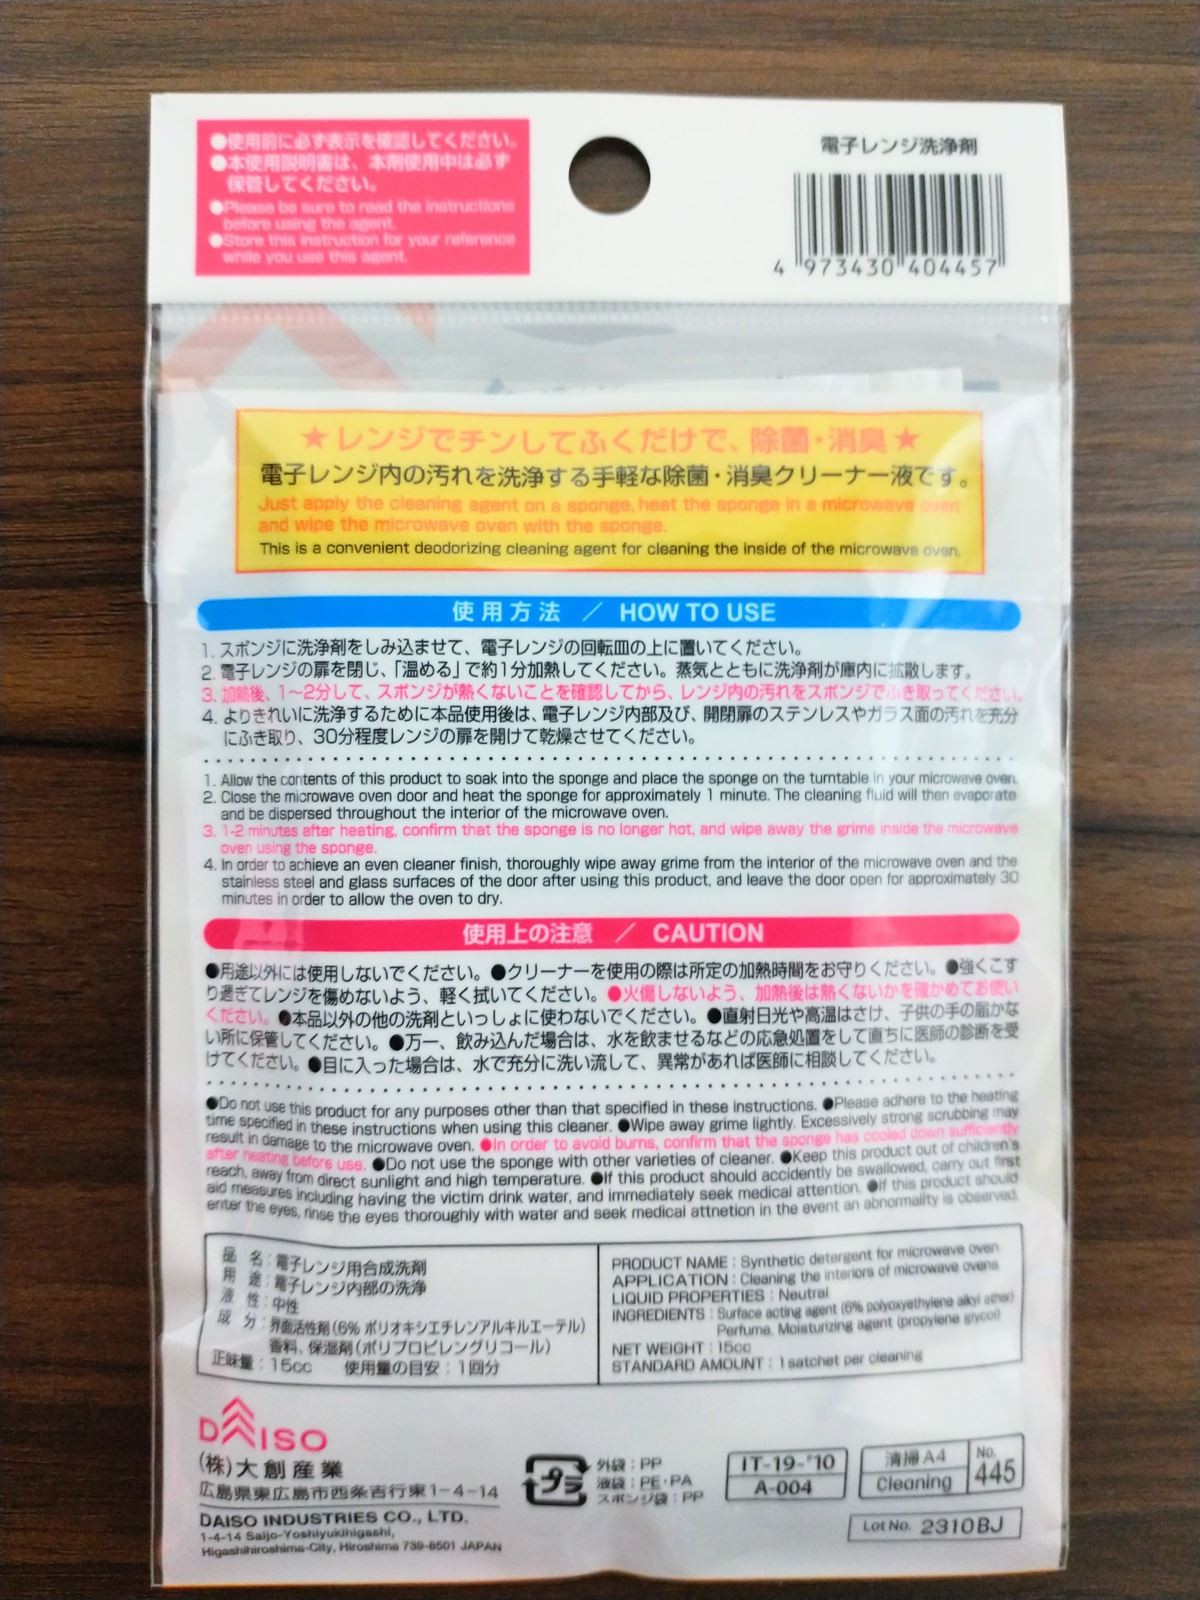 ●使用前に必ず表示を確認してください。
●本使用説明書は、本剤使用中は必ず
保管してください。
●Please be sure to read the instructions
before using the agent.
●Store this instruction for your reference
while you use this agent.
電子レンジ洗浄剤
4 973430 404457
★レンジでチンしてふくだけで、除菌・消臭★
電子レンジ内の汚れを洗浄する手軽な除菌・消臭クリーナー液です。
Just apply the cleaning agent on a sponge, heat the sponge in a microwave oven
and wipe the microwave oven with the sponge.
This is a convenient deodorizing cleaning agent for cleaning the inside of the microwave oven.
使用方法 / HOW TO USE
1. スポンジに洗浄剤をしみ込ませて、電子レンジの回転皿の上に置いてください。
2. 電子レンジの扉を閉じ、「温める」で約1分加熱してください。蒸気とともに洗浄剤が庫内に拡散します。
3. 加熱後、1～2分して、スポンジが熱くないことを確認してから、レンジ内の汚れをスポンジでふき取ってください。
4. よりきれいに洗浄するために本品使用後は、電子レンジ内部及び、開閉扉のステンレスやガラス面の汚れを充分
にふき取り、30分程度レンジの扉を開けて乾燥させてください。
1. Allow the contents of this product to soak into the sponge and place the sponge on the turntable in your microwave oven.
2. Close the microwave oven door and heat the sponge for approximately 1 minute. The cleaning fluid will then evaporate
and be dispersed throughout the interior of the microwave oven.
3. 1-2 minutes after heating, confirm that the sponge is no longer hot, and wipe away the grime inside the microwave
oven using the sponge.
4. In order to achieve an even cleaner finish, thoroughly wipe away grime from the interior of the microwave oven and the
stainless steel and glass surfaces of the door after using this product, and leave the door open for approximately 30
minutes in order to allow the oven to dry.
使用上の注意 / CAUTION
●用途以外には使用しないでください。●クリーナーを使用の際は所定の加熱時間をお守りください。●強くこす
り過ぎてレンジを傷めないよう、軽く拭いてください。●火傷しないよう、加熱後は熱くないかを確かめてお使い
ください。●本品以外の他の洗剤といっしょに使わないでください。●直射日光や高温はさけ、子供の手の届かな
い所に保管してください。●万一、飲み込んだ場合は、水を飲ませるなどの応急処置をして直ちに医師の診断を受
けてください。●目に入った場合は、水で充分に洗い流して、異常があれば医師に相談してください。
●Do not use this product for any purposes other than that specified in these instructions. ●Please adhere to the heating
time specified in these instructions when using this cleaner. ●Wipe away grime lightly. Excessively strong scrubbing may
result in damage to the microwave oven. ●In order to avoid burns, confirm that the sponge has cooled down sufficiently
after heating before use. ●Do not use the sponge with other varieties of cleaner. ●Keep this product out of children's
reach, away from direct sunlight and high temperature. ●If this product should accidently be swallowed, carry out first
aid measures including having the victim drink water, and immediately seek medical attention. ●If this product should
enter the eyes, rinse the eyes thoroughly with water and seek medical attnetion in the event an abnormality is observed.
品名：電子レンジ用合成洗剤
用途：電子レンジ内部の洗浄
液性：中性
成分：界面活性剤(6% ポリオキシエチレンアルキルエーテル)
香料、保湿剤(ポリプロピレングリコール)
正味量：15cc 使用量の目安：1回分
PRODUCT NAME : Synthetic detergent for microwave oven
APPLICATION : Cleaning the interiors of microwave ovens
LIQUID PROPERTIES : Neutral
INGREDIENTS : Surface acting agent (6% polyoxyethylene alkyl ether)
Perfume, Moisturizing agent (propylene glycol)
NET WEIGHT : 15cc
STANDARD AMOUNT : 1 satchet per cleaning
DAISO
(株)大創産業
広島県東広島市西条吉行東1-4-14
DAISO INDUSTRIES CO., LTD.
1-4-14 Saijo-Yoshiyukihigashi,
Higashihiroshima-City, Hiroshima 739-8501 JAPAN
プラ
外袋：PP
液袋：PE・PA
スポンジ袋：PP
IT-19-'10
A-004
清掃A4
Cleaning
No.
445
Lot No. 2310BJ